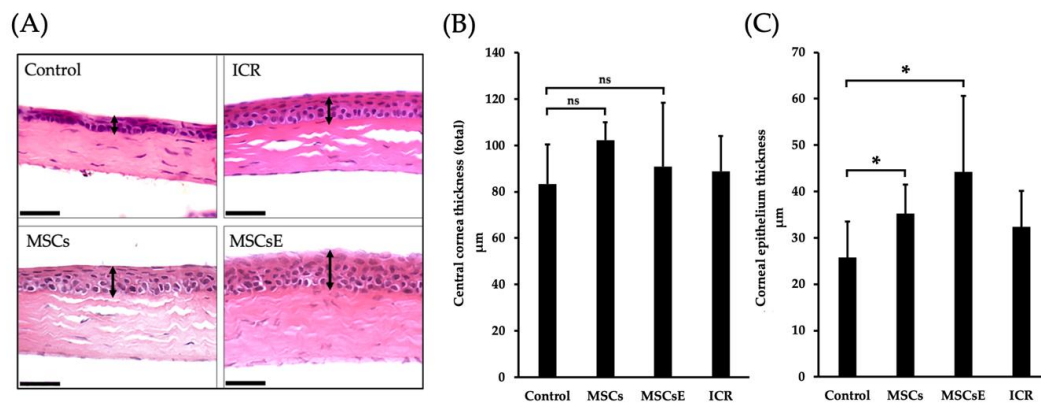 (A)
Control
ICR
MSCs
MSCsE
(B)
Central cornea thickness (total)
μm
140
120
100
80
60
40
20
0
ns
ns
Control MSCs MSCsE ICR
(C)
Corneal epithelium thickness
μm
70
60
50
40
30
20
10
0
*
*
Control MSCs MSCsE ICR